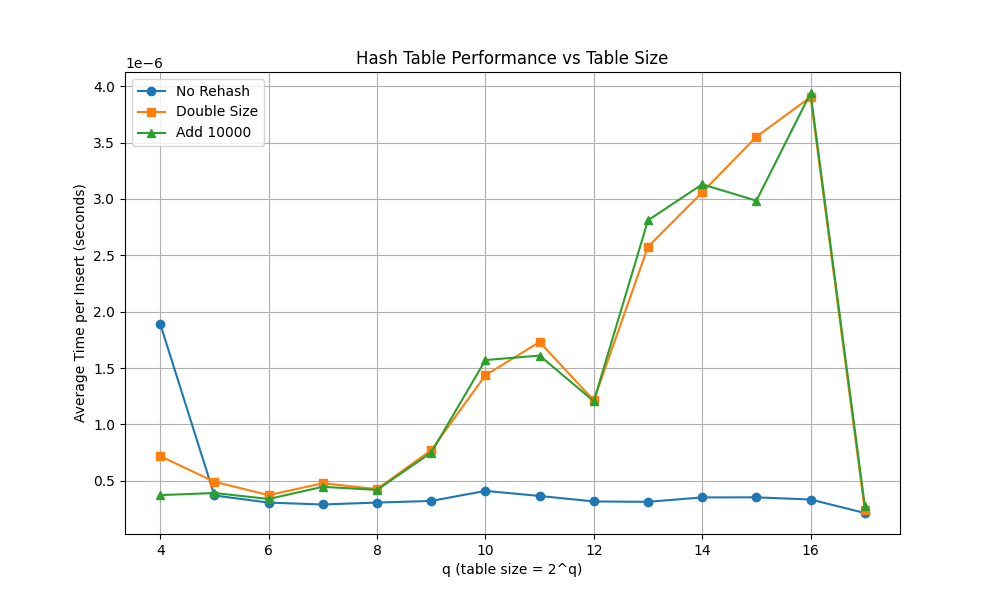 Hash Table Performance vs Table Size
1e−6
No Rehash
Double Size
Add 10000
4.0
3.5
3.0
2.5
2.0
1.5
1.0
0.5
Average Time per Insert (seconds)
4 6 8 10 12 14 16
q (table size = 2^q)